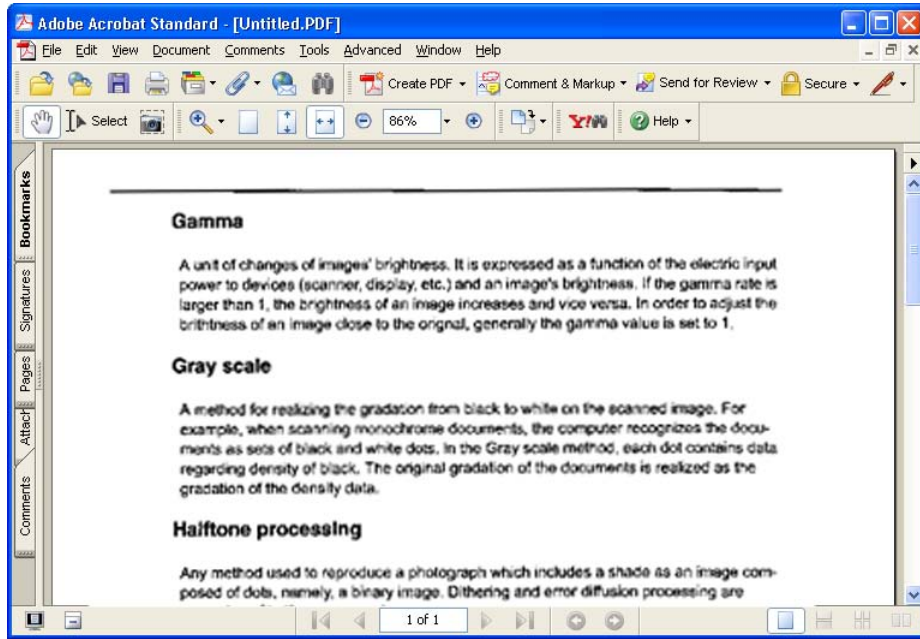 Adobe Acrobat Standard - [Untitled.PDF]
File Edit View Document Comments Tools Advanced Window Help
Create PDF Comment & Markup Send for Review Secure
Select 86% Y! Help
Bookmarks
Signatures
Pages
Attach
Comments
Gamma
A unit of changes of images' brightness. It is expressed as a function of the electric input
power to devices (scanner, display, etc.) and an image's brightness. If the gamma rate is
larger than 1, the brightness of an image increases and vice versa. In order to adjust the
brithtness of an image close to the orignal, generally the gamma value is set to 1.
Gray scale
A method for realizing the gradation from black to white on the scanned image. For
example, when scanning monochrome documents, the computer recognizes the docu-
ments as sets of black and white dots. In the Gray scale method, each dot contains data
regarding density of black. The original gradation of the documents is realized as the
gradation of the density data.
Halftone processing
Any method used to reproduce a photograph which includes a shade as an image com-
posed of dots, namely, a binary image. Dithering and error diffusion processing are
1 of 1